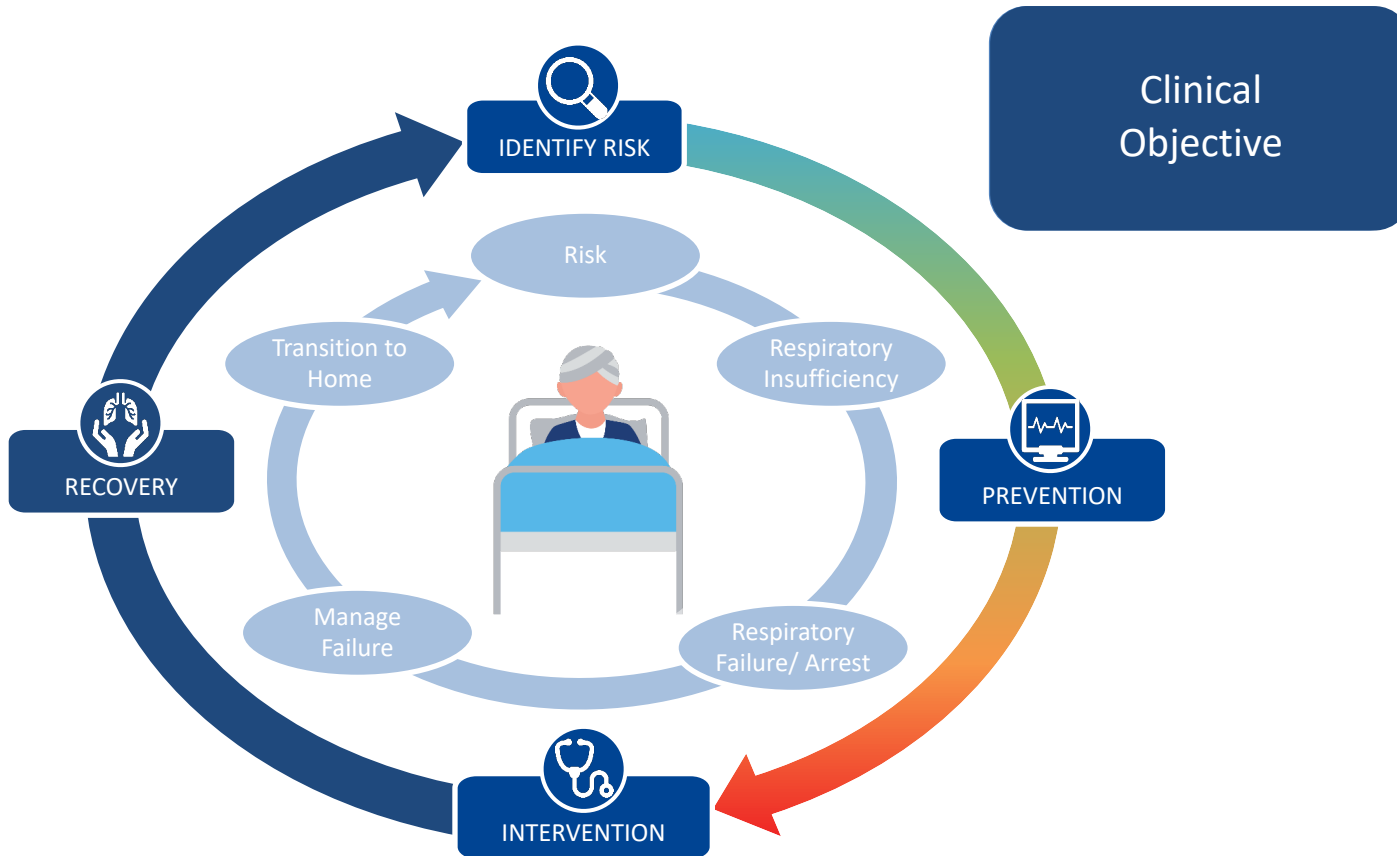 Clinical
Objective
IDENTIFY RISK
Risk
Transition to
Home
Respiratory
Insufficiency
RECOVERY
PREVENTION
Manage
Failure
Respiratory
Failure/ Arrest
INTERVENTION